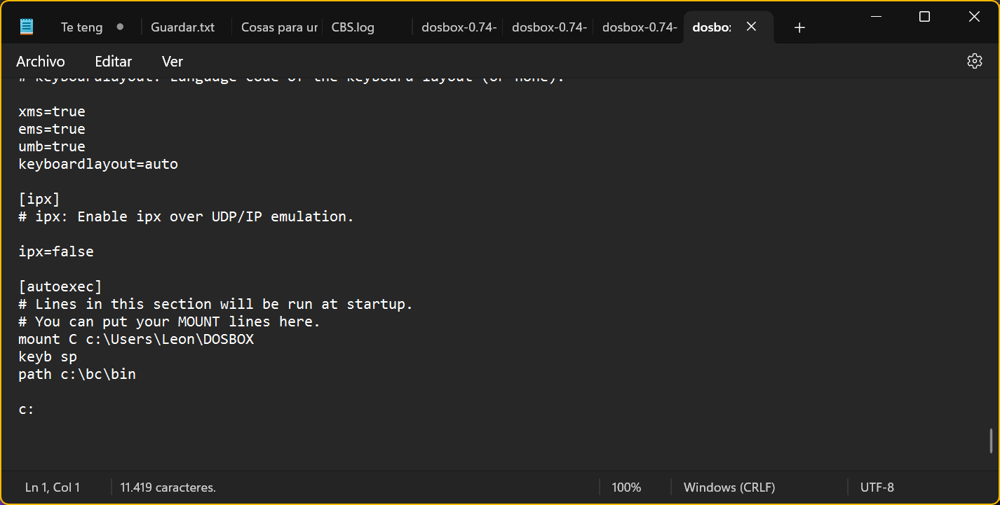 Te teng
Guardar.txt
Cosas para ur
CBS.log
dosbox-0.74-
dosbox-0.74-
dosbox-0.74-
dosbox
Archivo
Editar
Ver
# keyboardlayout: Language code of the keyboard layout (or none).
xms=true
ems=true
umb=true
keyboardlayout=auto
[ipx]
# ipx: Enable ipx over UDP/IP emulation.
ipx=false
[autoexec]
# Lines in this section will be run at startup.
# You can put your MOUNT lines here.
mount C c:\Users\Leon\DOSBOX
keyb sp
path c:\bc\bin
c:
Ln 1, Col 1
11.419 caracteres.
100%
Windows (CRLF)
UTF-8